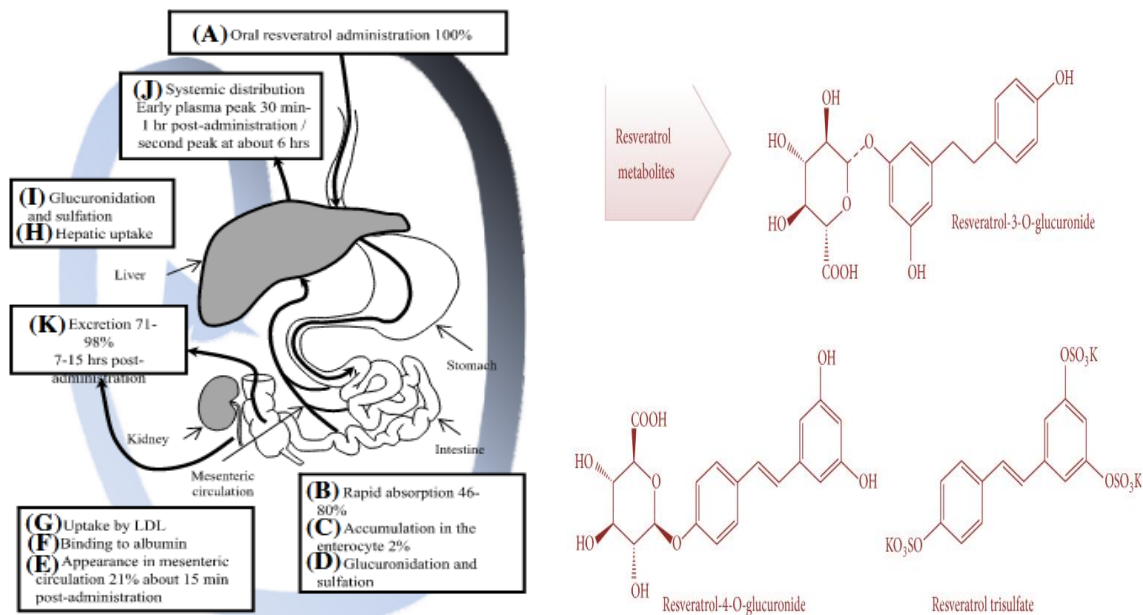 (A) Oral resveratrol administration 100%
(J) Systemic distribution
Early plasma peak 30 min-
1 hr post-administration /
second peak at about 6 hrs
(I) Glucuronidation
and sulfation
(H) Hepatic uptake
Liver
(K) Excretion 71-
98%
7-15 hrs post-
administration
Stomach
Kidney
Mesenteric
circulation
Intestine
(B) Rapid absorption 46-
80%
(C) Accumulation in the
enterocyte 2%
(D) Glucuronidation and
sulfation
(G) Uptake by LDL
(F) Binding to albumin
(E) Appearance in mesenteric
circulation 21% about 15 min
post-administration
Resveratrol
metabolites
OH
OH
HO
O
O
HO
COOH
OH
Resveratrol-3-O-glucuronide
OH
COOH
HO
O
OH
HO
O
OH
Resveratrol-4-O-glucuronide
OSO₃K
OSO₃K
KO₃SO
Resveratrol trisulfate